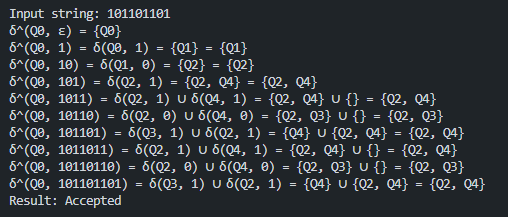 Input string: 101101101
δ^(Q0, ε) = {Q0}
δ^(Q0, 1) = δ(Q0, 1) = {Q1} = {Q1}
δ^(Q0, 10) = δ(Q1, 0) = {Q2} = {Q2}
δ^(Q0, 101) = δ(Q2, 1) = {Q2, Q4} = {Q2, Q4}
δ^(Q0, 1011) = δ(Q2, 1) ∪ δ(Q4, 1) = {Q2, Q4} ∪ {} = {Q2, Q4}
δ^(Q0, 10110) = δ(Q2, 0) ∪ δ(Q4, 0) = {Q2, Q3} ∪ {} = {Q2, Q3}
δ^(Q0, 101101) = δ(Q3, 1) ∪ δ(Q2, 1) = {Q4} ∪ {Q2, Q4} = {Q2, Q4}
δ^(Q0, 1011011) = δ(Q2, 1) ∪ δ(Q4, 1) = {Q2, Q4} ∪ {} = {Q2, Q4}
δ^(Q0, 10110110) = δ(Q2, 0) ∪ δ(Q4, 0) = {Q2, Q3} ∪ {} = {Q2, Q3}
δ^(Q0, 101101101) = δ(Q3, 1) ∪ δ(Q2, 1) = {Q4} ∪ {Q2, Q4} = {Q2, Q4}
Result: Accepted